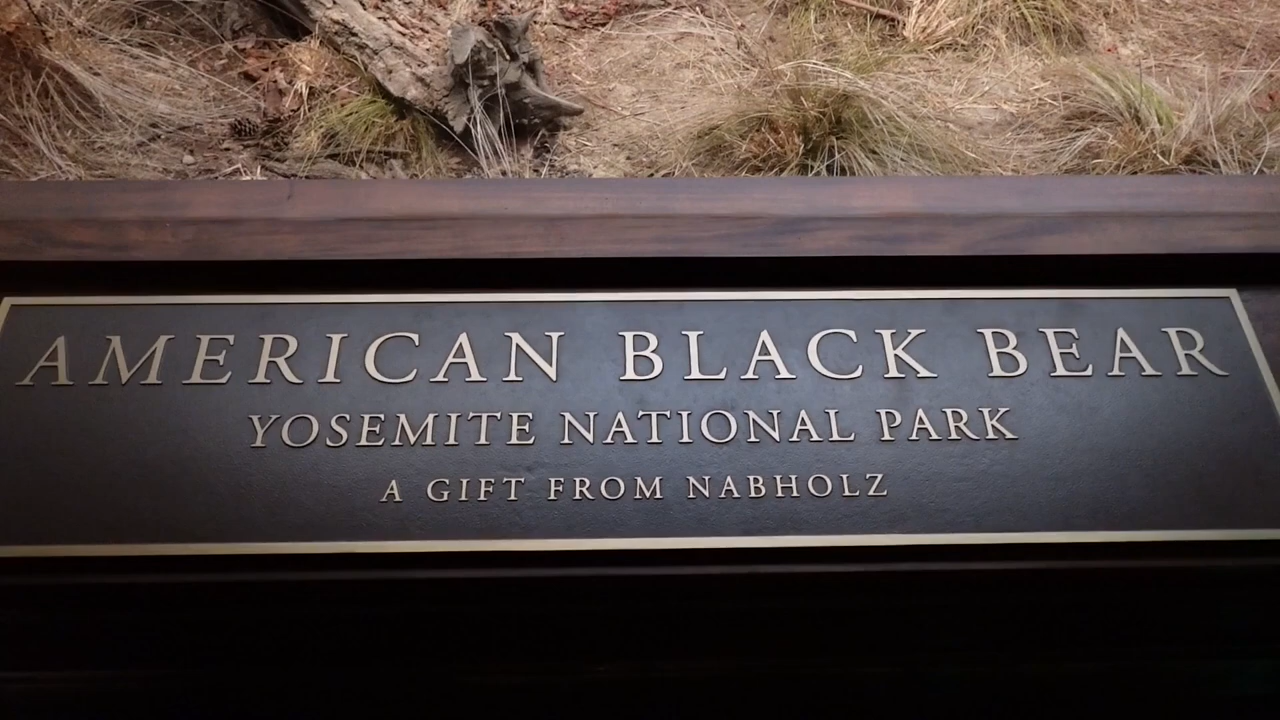 AMERICAN BLACK BEAR
YOSEMITE NATIONAL PARK
A GIFT FROM NABHOLZ